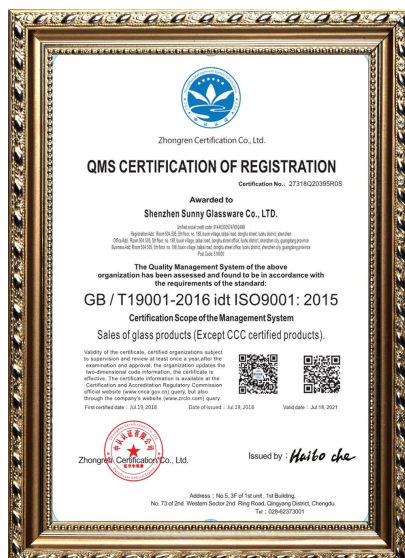 Zhongren Certification Co., Ltd.
QMS CERTIFICATION OF REGISTRATION
Certification No.: 27318Q20395R0S
Awarded to
Shenzhen Sunny Glassware Co., LTD.
The Quality Management System of the above
organization has been assessed and found to be in accordance with
the requirements of the standard:
GB / T19001-2016 idt ISO9001: 2015
Certification Scope of the Management System
Sales of glass products (Except CCC certified products).
Validity of the certificate, certified organizations subject
to supervision and review at least once a year,after the
examination and approval, the organization updates the
two-dimensional code information, the certificate is
effective. The certificate information is available at the
Certification and Accreditation Regulatory Commission
official website (www.cnca.gov.cn) query, but also
through the company's website (www.zrcln.com) query.
First certified date : Jul.19, 2018 Date of Issued : Jul.19, 2018 Valid date : Jul.18, 2021
Zhongren Certification Co., Ltd.
Issued by : Haibo che
Address : No.5, 3F of 1st unit , 1st Building,
No. 73 of 2nd Western Sector 2nd Ring Road, Qingyang District, Chengdu
Tel : 028-62373001